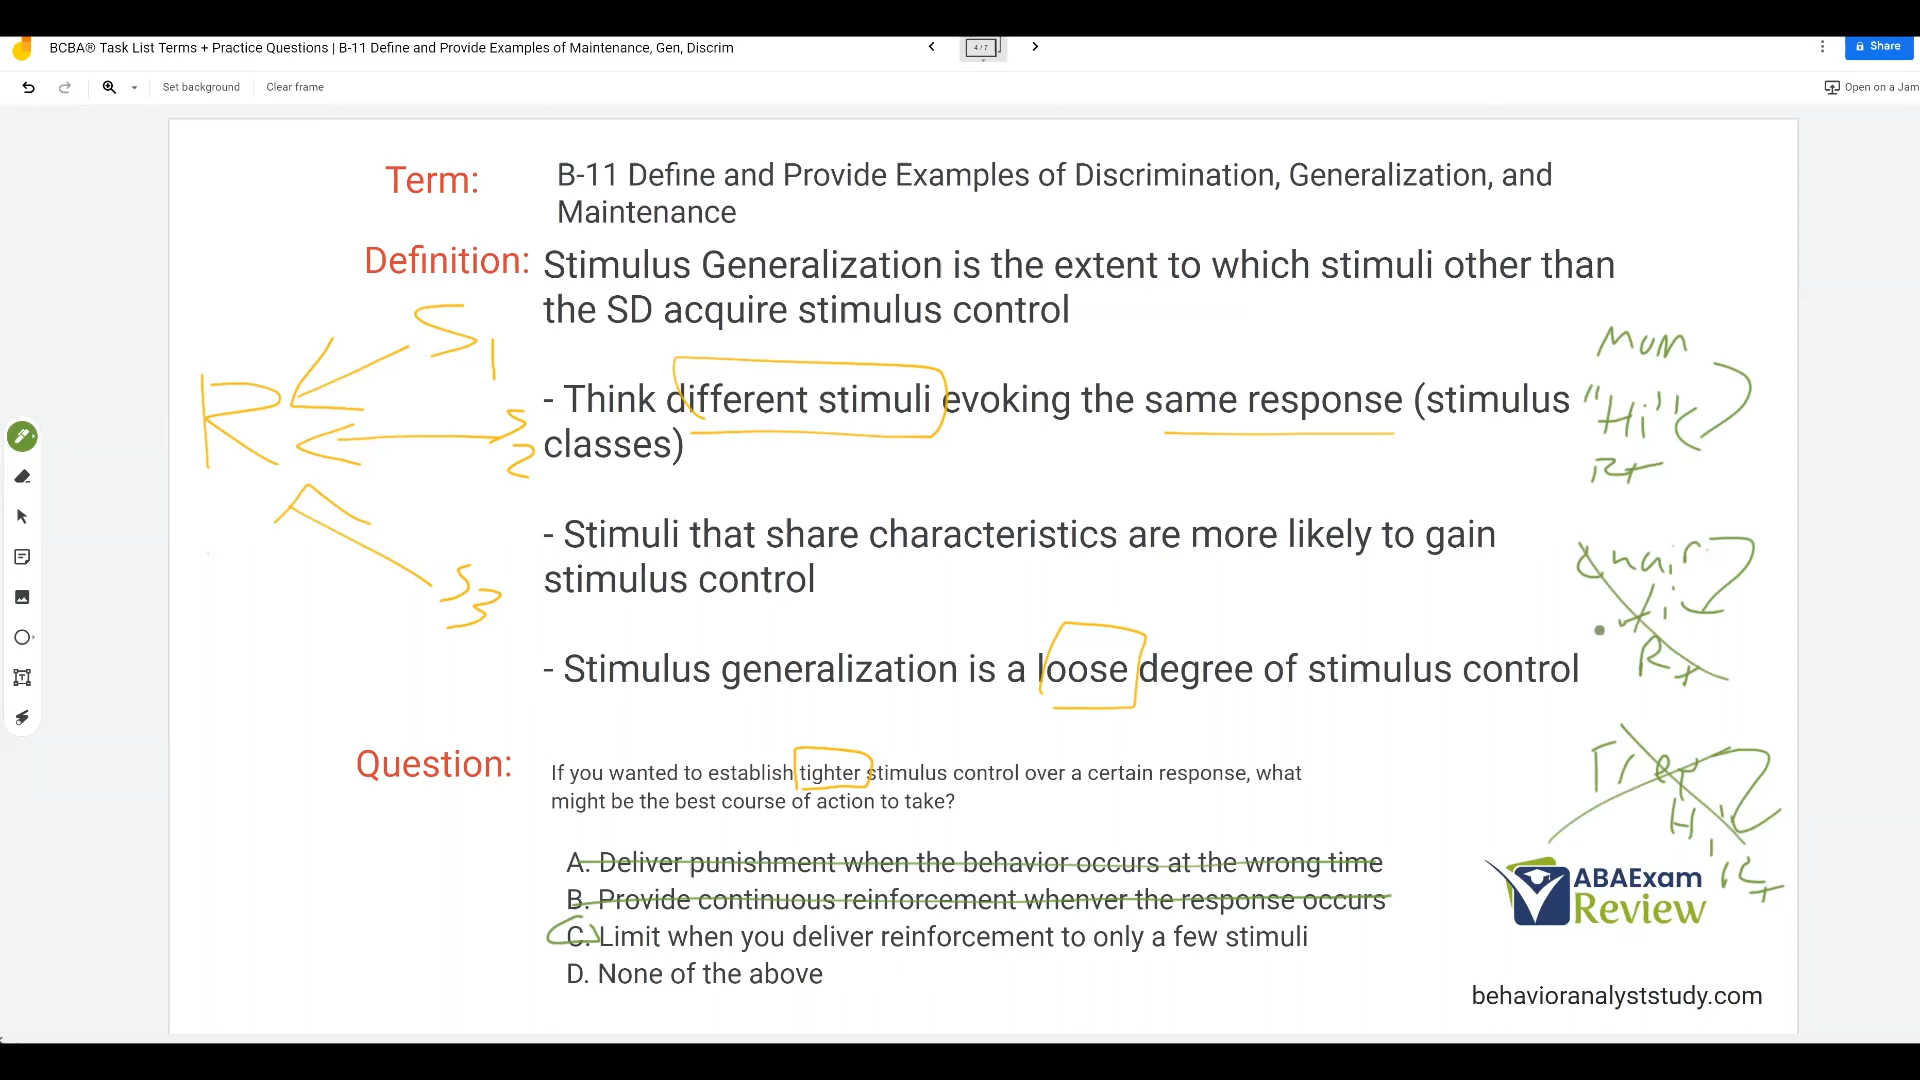 BCBA® Task List Terms + Practice Questions | B-11 Define and Provide Examples of Maintenance, Gen, Discrim
4 / 7
Share
Set background
Clear frame
Open on a Jam
Term:
B-11 Define and Provide Examples of Discrimination, Generalization, and
Maintenance
Definition:
Stimulus Generalization is the extent to which stimuli other than
the SD acquire stimulus control
S1
Mom
R
- Think different stimuli evoking the same response (stimulus
"Hi"
S2
classes)
R+
- Stimuli that share characteristics are more likely to gain
stimulus control
Chair
Hi
S3
R+
- Stimulus generalization is a loose degree of stimulus control
Question:
If you wanted to establish tighter stimulus control over a certain response, what
might be the best course of action to take?
Hi
R+
A. Deliver punishment when the behavior occurs at the wrong time
B. Provide continuous reinforcement whenver the response occurs
C. Limit when you deliver reinforcement to only a few stimuli
D. None of the above
ABAExam
Review
behavioranalyststudy.com